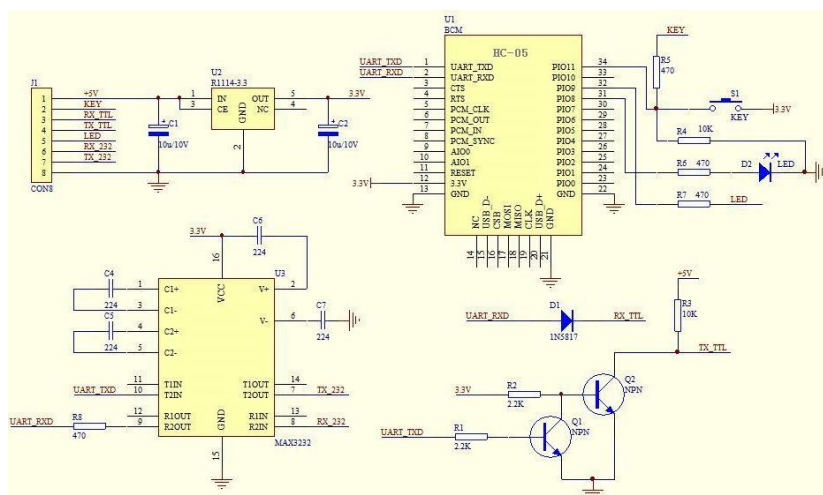 J1
1 +5V
2 KEY
3 RX_TTL
4 TX_TTL
5 LED
6 RX_232
7 TX_232
8
CON8
C1
10u/10V
U2
R1114-3.3
1 IN OUT 5
3 CE NC 4
GND
2
3.3V
C2
10u/10V
U1
BCM
HC-05
UART_TXD 1 UART_TXD PIO11 34
UART_RXD 2 UART_RXD PIO10 33
3 CTS PIO9 32
4 RTS PIO8 31
5 PCM_CLK PIO7 30
6 PCM_OUT PIO6 29
7 PCM_IN PIO5 28
8 PCM_SYNC PIO4 27
9 AIO0 PIO3 26
10 AIO1 PIO2 25
11 RESET PIO1 24
3.3V 12 3.3V PIO0 23
13 GND GND 22
NC USB_D- CSB MOSI MISO CLK USB_D+ GND
14 15 16 17 18 19 20 21
KEY
R5
470
S1
KEY
3.3V
R4 10K
R6 470
D2 LED
R7 470 LED
3.3V
C6
224
16
U3
VCC
C4
224
1 C1+ V+ 2
3 C1-
C5
224
4 C2+ V- 6
5 C2-
C7
224
11 T1IN T1OUT 14
UART_TXD 10 T2IN T2OUT 7 TX_232
12 R1OUT R1IN 13
UART_RXD R8 470 9 R2OUT R2IN 8 RX_232
GND
MAX3232
15
D1
UART_RXD RX_TTL
1N5817
+5V
R3
10K
TX_TTL
3.3V R2
2.2K
Q2
NPN
UART_TXD R1
2.2K
Q1
NPN